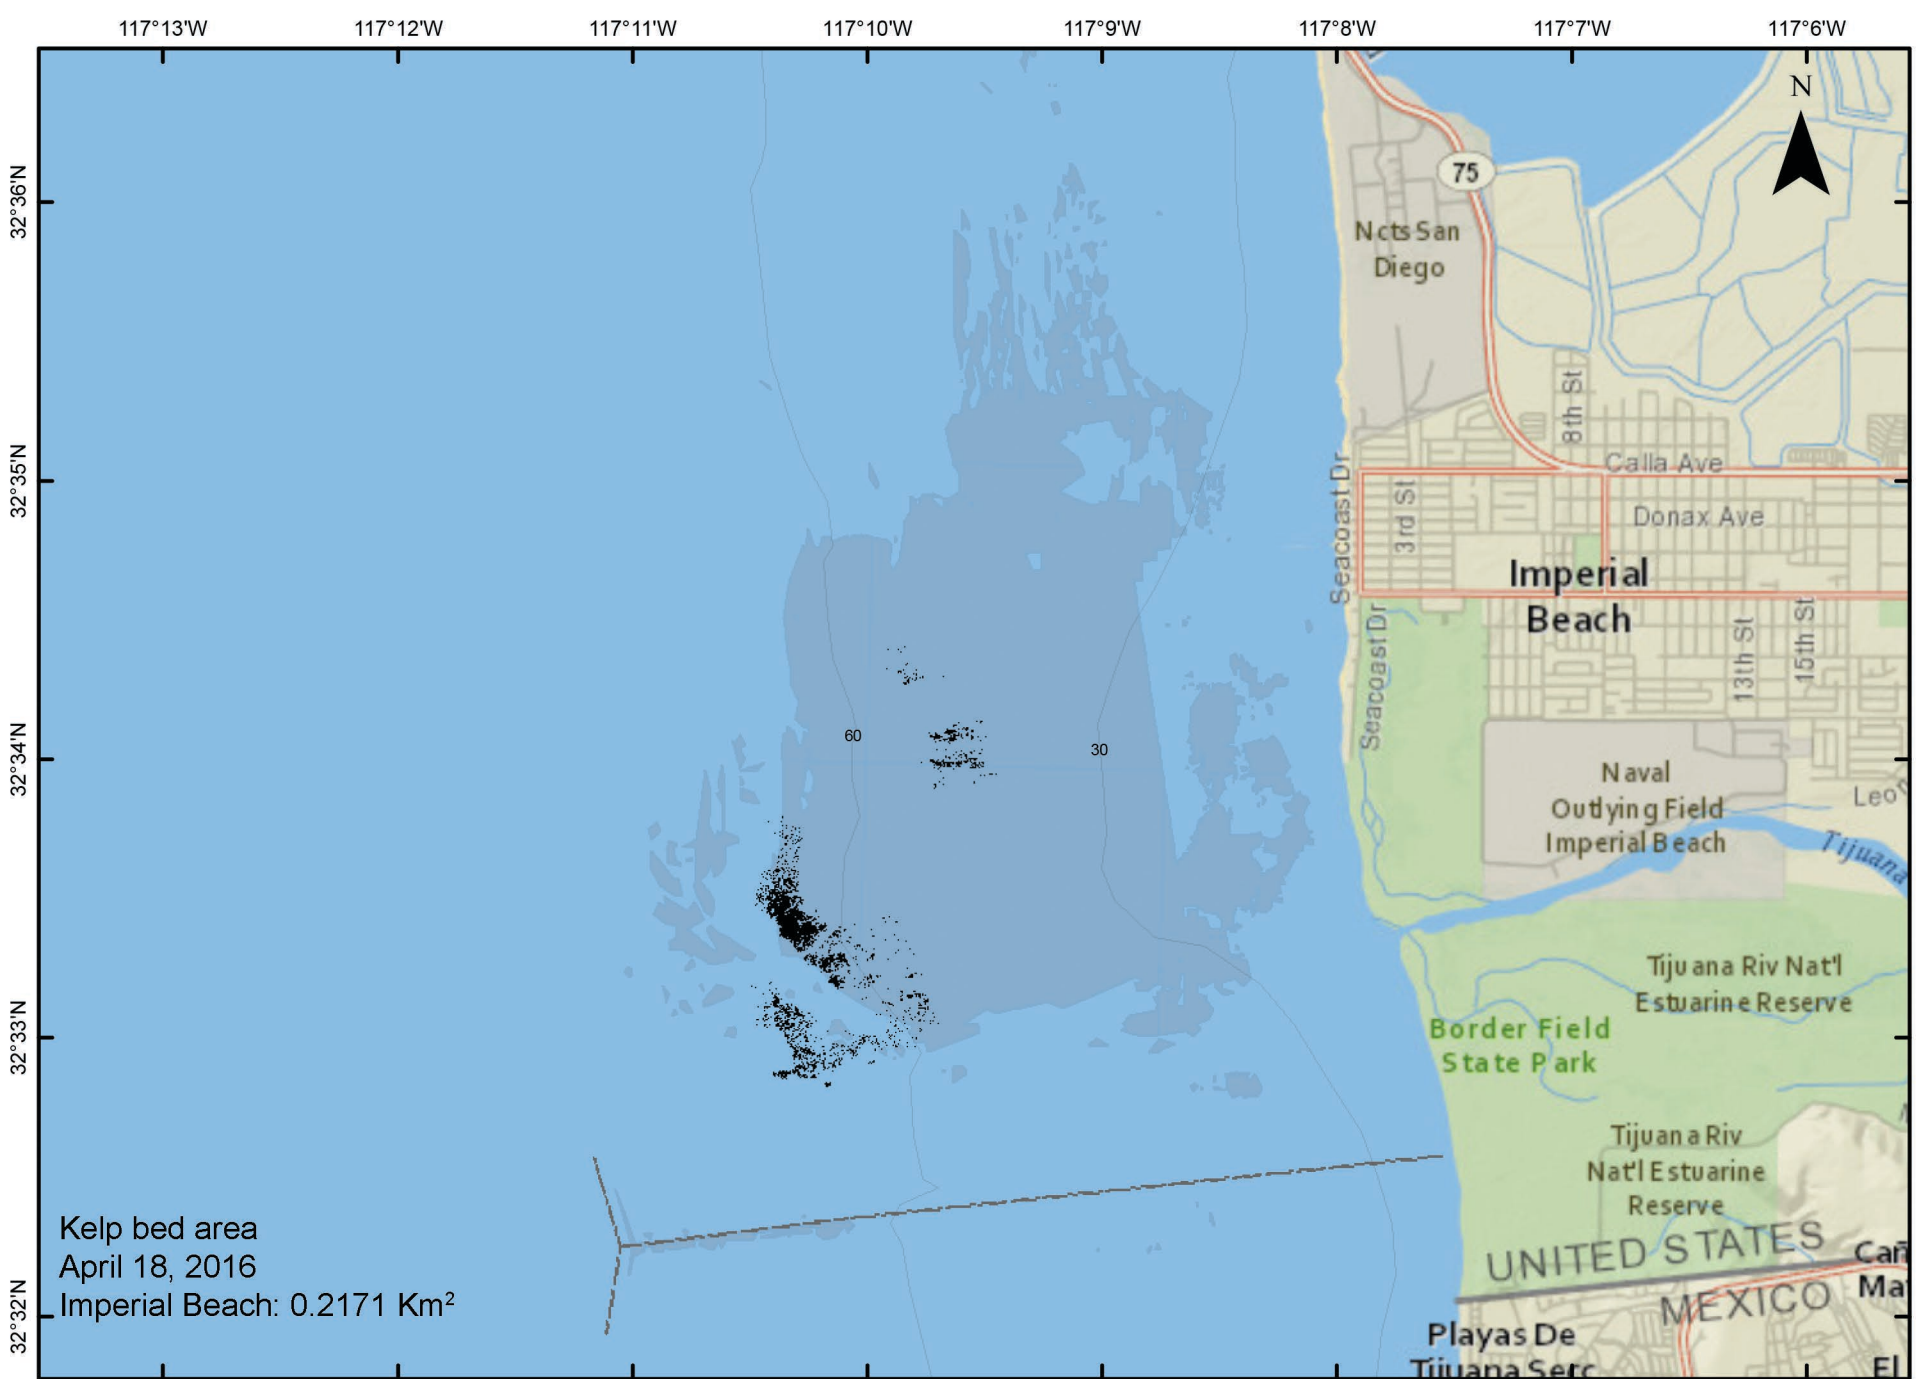 117°13'W
117°12'W
117°11'W
117°10'W
117°9'W
117°8'W
117°7'W
117°6'W
32°36'N
32°35'N
32°34'N
32°33'N
32°32'N
N
75
Ncts San
Diego
8th St
Calla Ave
Seacoast Dr
3rd St
Donax Ave
Imperial
Beach
Seacoast Dr
13th St
15th St
60
30
Naval
Outlying Field
Imperial Beach
Tijuana
Tijuana Riv Nat'l
Estuarine Reserve
Border Field
State Park
Tijuana Riv
Nat'l Estuarine
Reserve
UNITED STATES
MEXICO
Playas De
Tijuana Secc
El
Kelp bed area
April 18, 2016
Imperial Beach: 0.2171 Km²